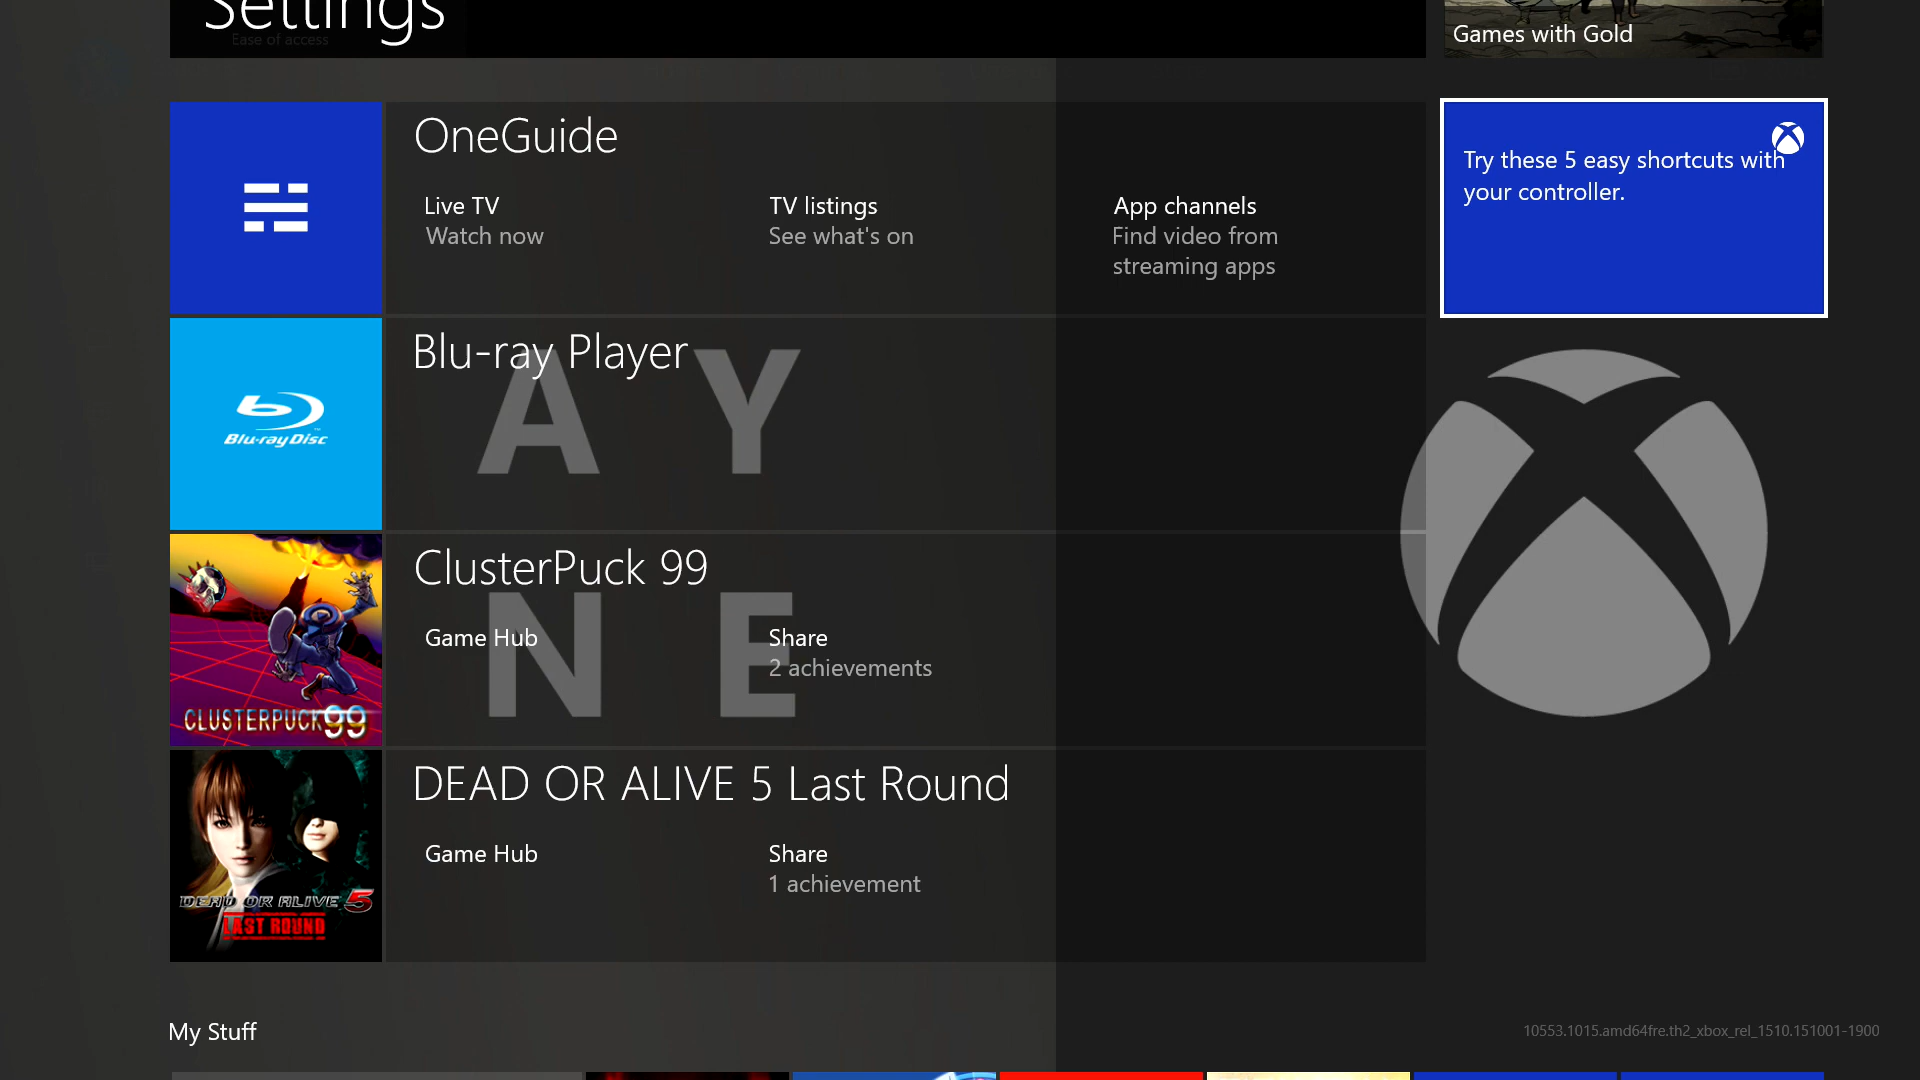 Settings
Ease of access
Games with Gold
OneGuide
Live TV
Watch now
TV listings
See what's on
App channels
Find video from
streaming apps
Try these 5 easy shortcuts with
your controller.
Blu-ray Player
Blu-ray Disc
A Y
ClusterPuck 99
Game Hub
Share
2 achievements
CLUSTERPUCK 99
N E
DEAD OR ALIVE 5 Last Round
Game Hub
Share
1 achievement
DEAD OR ALIVE 5
LAST ROUND
My Stuff
10553.1015.amd64fre.th2_xbox_rel_1510.151001-1900